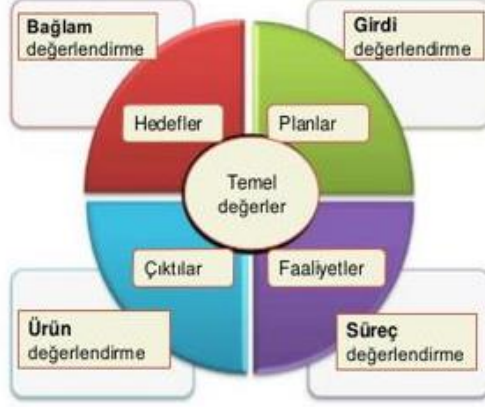 Bağlam
değerlendirme
Girdi
değerlendirme
Hedefler
Planlar
Temel
değerler
Çıktılar
Faaliyetler
Ürün
değerlendirme
Süreç
değerlendirme